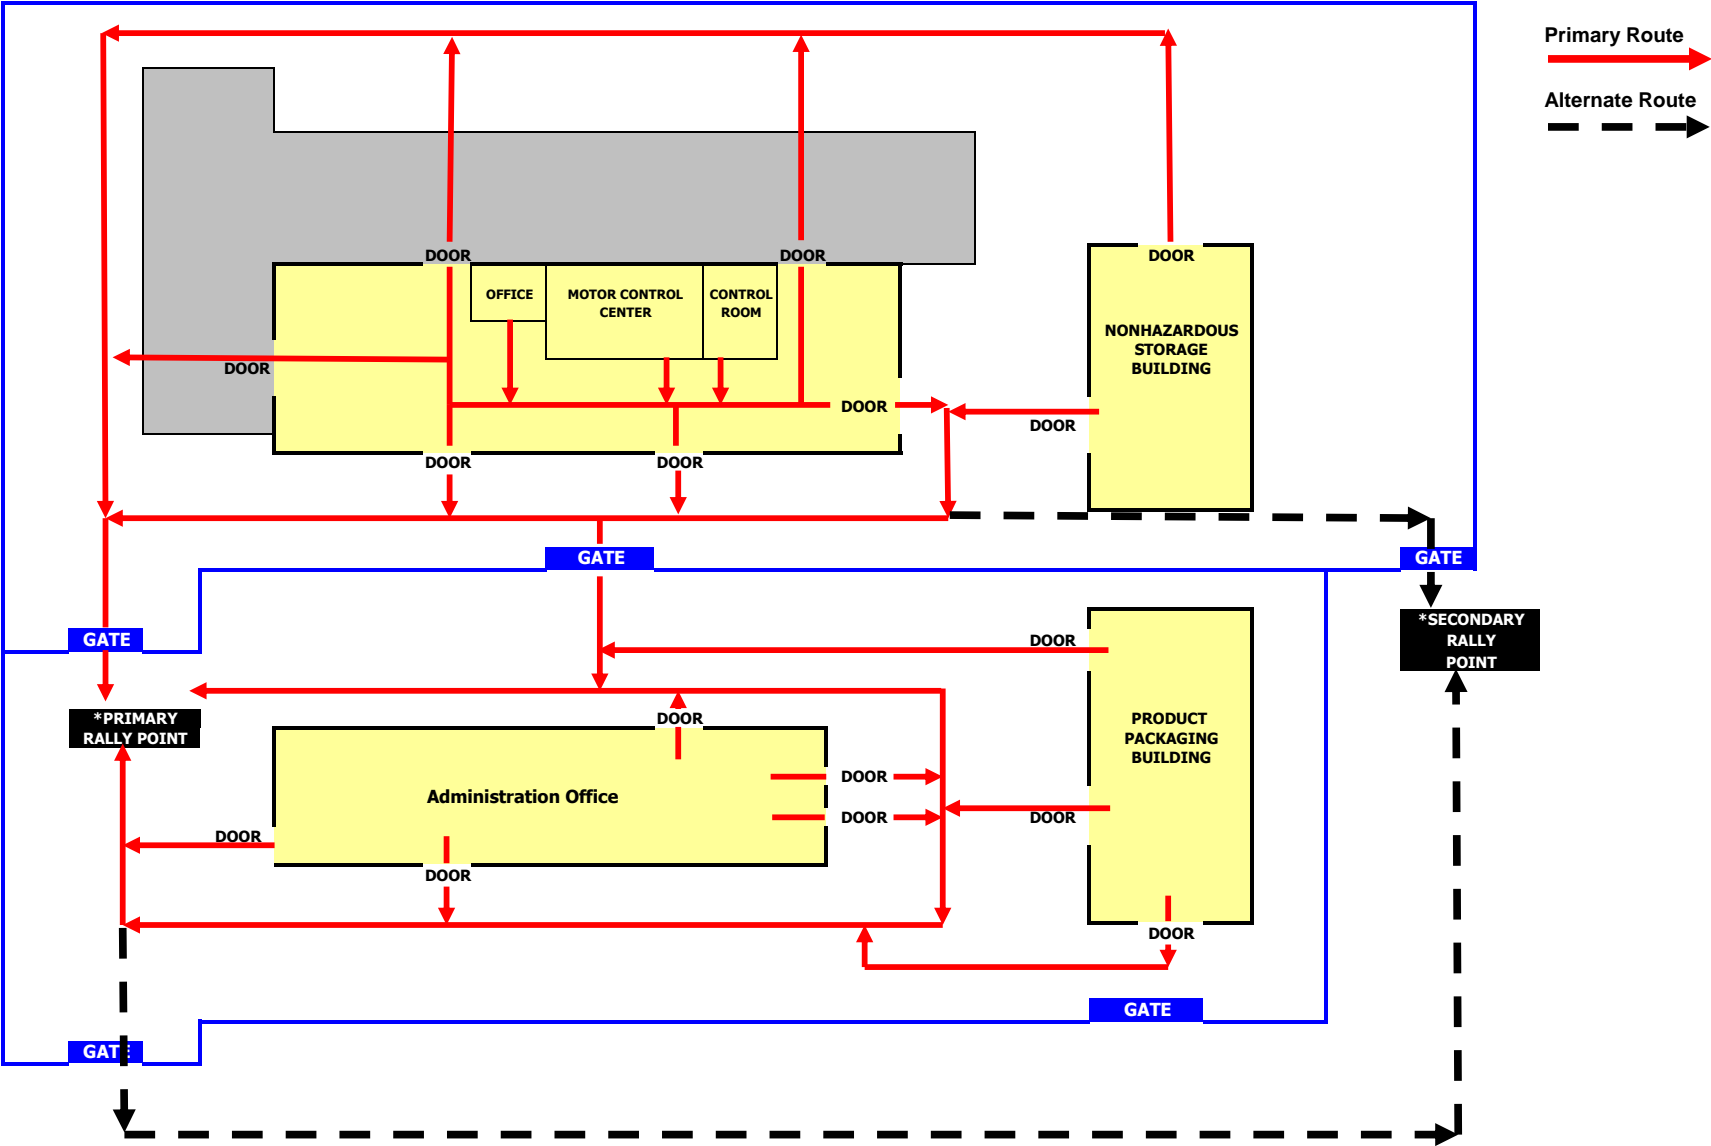 Primary Route
Alternate Route
DOOR
DOOR
DOOR
OFFICE
MOTOR CONTROL
CENTER
CONTROL
ROOM
NONHAZARDOUS
STORAGE
BUILDING
DOOR
DOOR
DOOR
DOOR
DOOR
GATE
GATE
GATE
*SECONDARY
RALLY
POINT
DOOR
*PRIMARY
RALLY POINT
DOOR
PRODUCT
PACKAGING
BUILDING
DOOR
Administration Office
DOOR
DOOR
DOOR
DOOR
DOOR
GATE
GATE